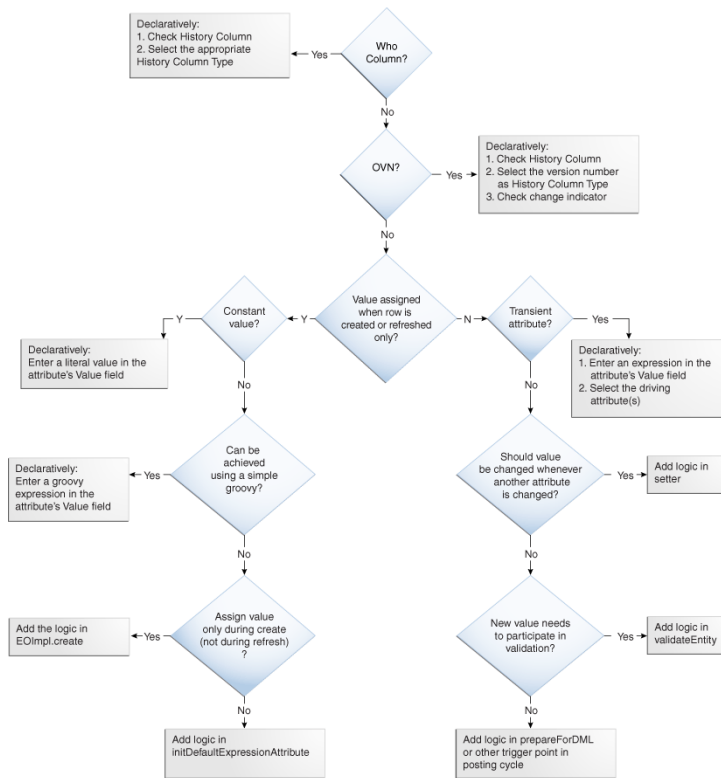 Declaratively:
1. Check History Column
2. Select the appropriate
History Column Type
Yes
Who
Column?
No
OVN?
Yes
Declaratively:
1. Check History Column
2. Select the version number
as History Column Type
3. Check change indicator
No
Constant
value?
Y
Value assigned
when row is
created or refreshed
only?
Y
N
Transient
attribute?
Yes
Declaratively:
Enter a literal value in the
attribute's Value field
Declaratively:
1. Enter an expression in the
attribute's Value field
2. Select the driving
attribute(s)
No
No
Declaratively:
Enter a groovy
expression in the
attribute's Value field
Yes
Can be
achieved
using a simple
groovy?
Should value
be changed whenever
another attribute
is changed?
Yes
Add logic in
setter
No
No
Add the logic in
EOImpl.create
Yes
Assign value
only during create
(not during refresh)
?
New value needs
to participate in
validation?
Yes
Add logic in
validateEntity
No
No
Add logic in
initDefaultExpressionAttribute
Add logic in prepareForDML
or other trigger point in
posting cycle